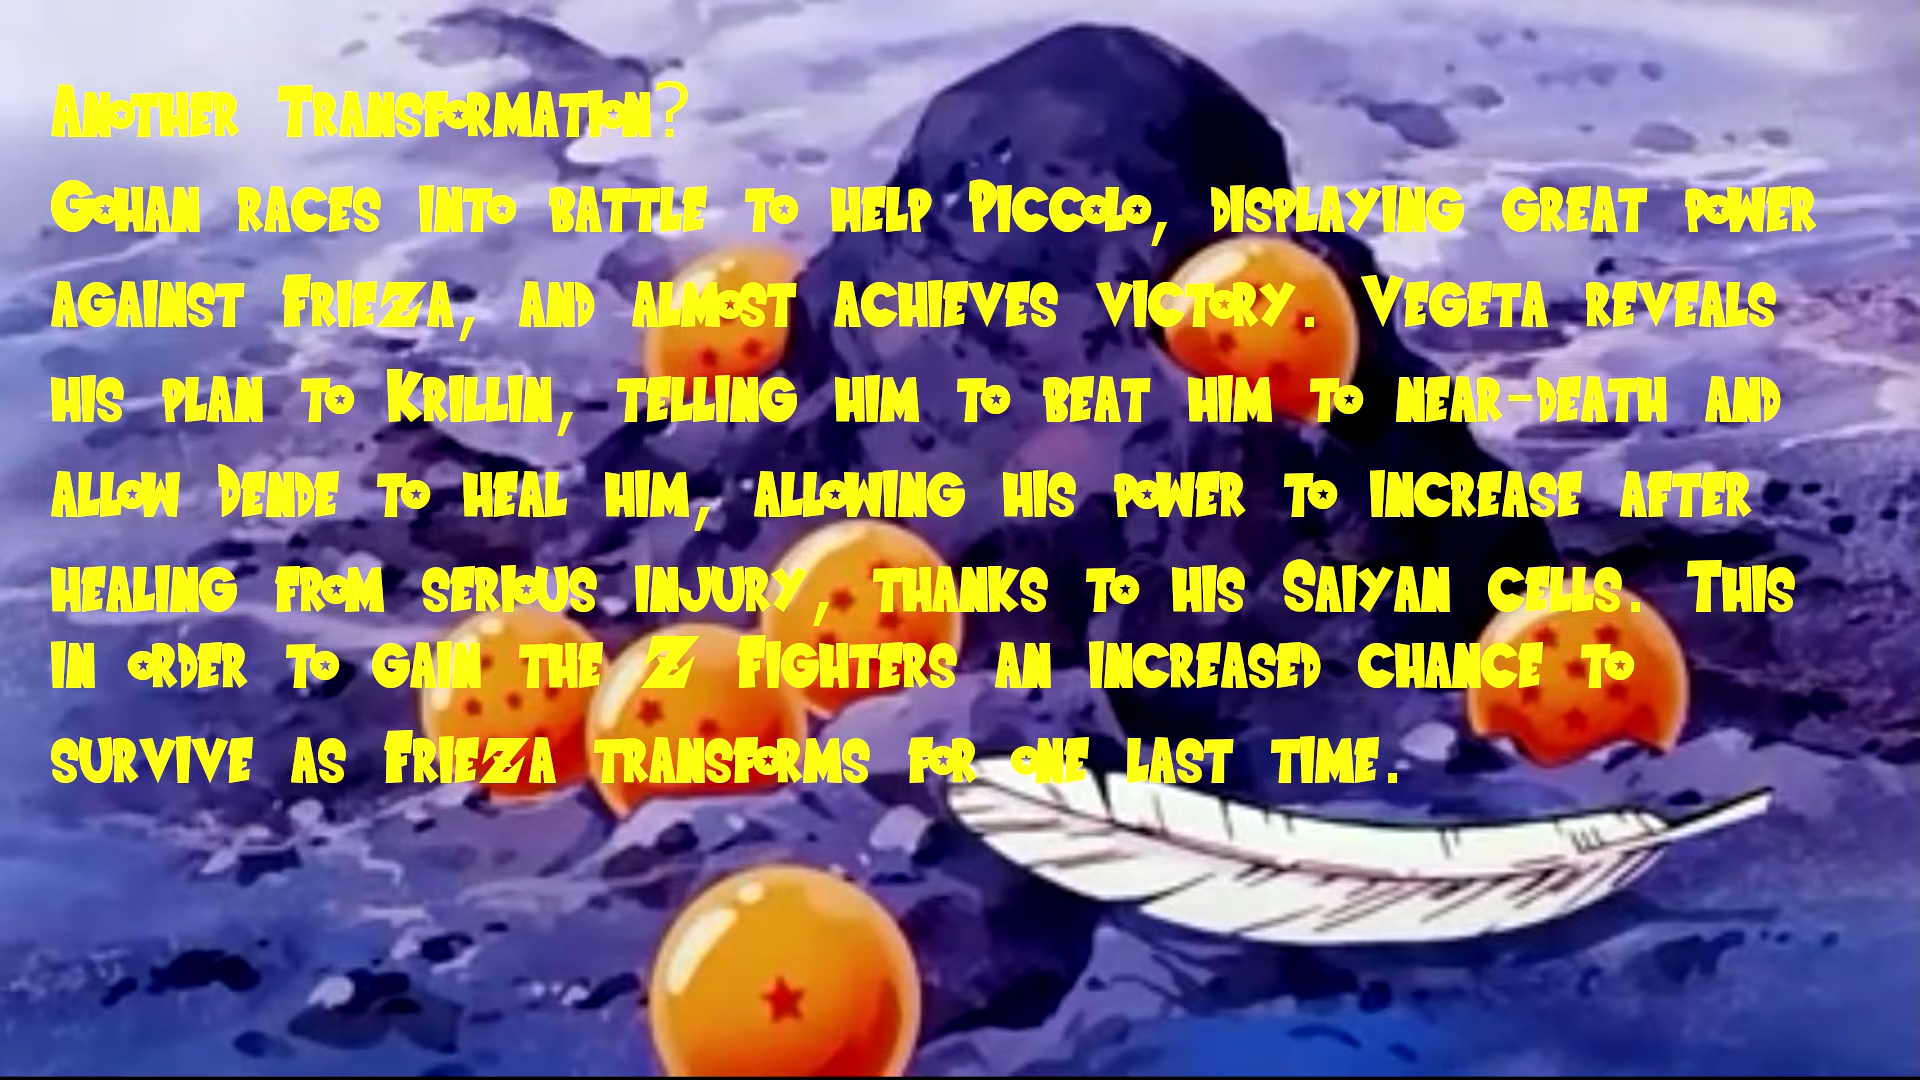 Another Transformation?
Gohan races into battle to help Piccolo, displaying great power
against Frieza, and almost achieves victory. Vegeta reveals
his plan to Krillin, telling him to beat him to near-death and
allow Dende to heal him, allowing his power to increase after
healing from serious injury, thanks to his Saiyan cells. This
in order to gain the Z Fighters an increased chance to
survive as Frieza transforms for one last time.